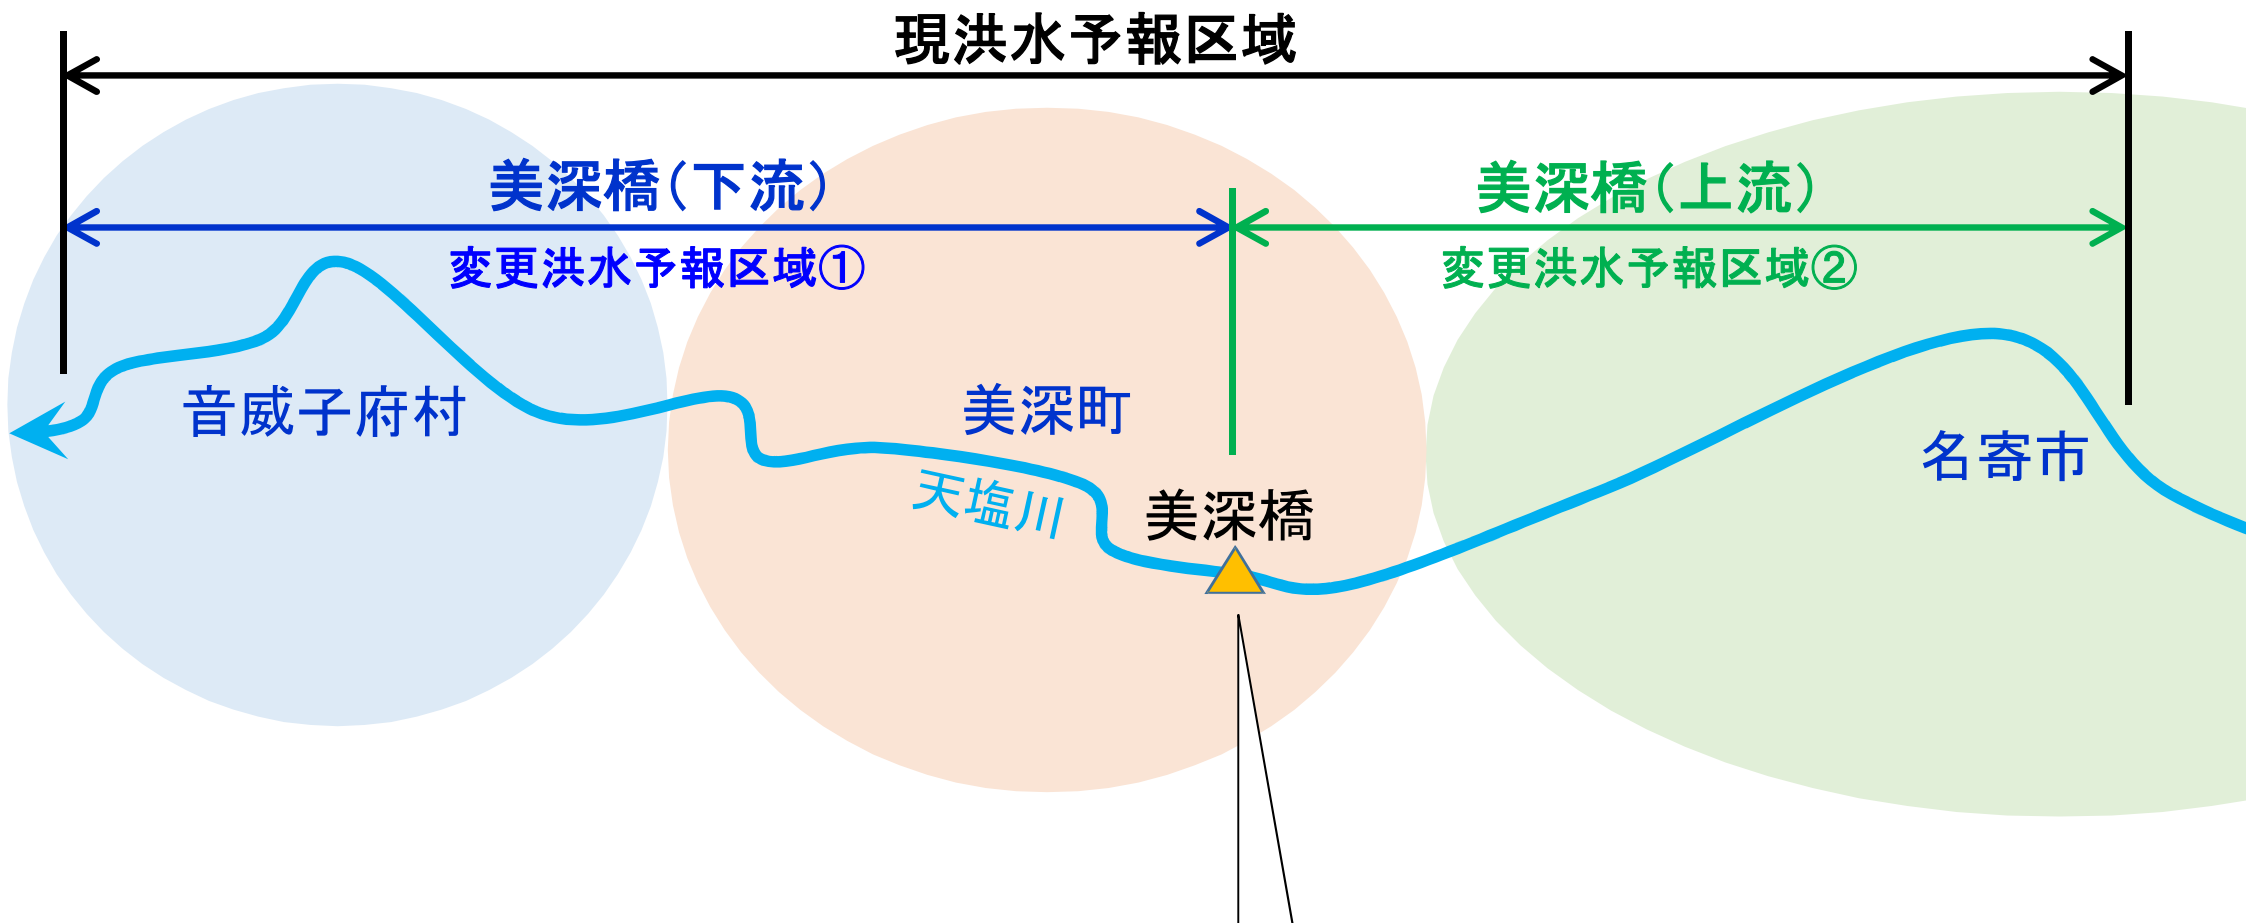 現洪水予報区域
美深橋（下流）
変更洪水予報区域①
美深橋（上流）
変更洪水予報区域②
音威子府村
美深町
天塩川
美深橋
名寄市